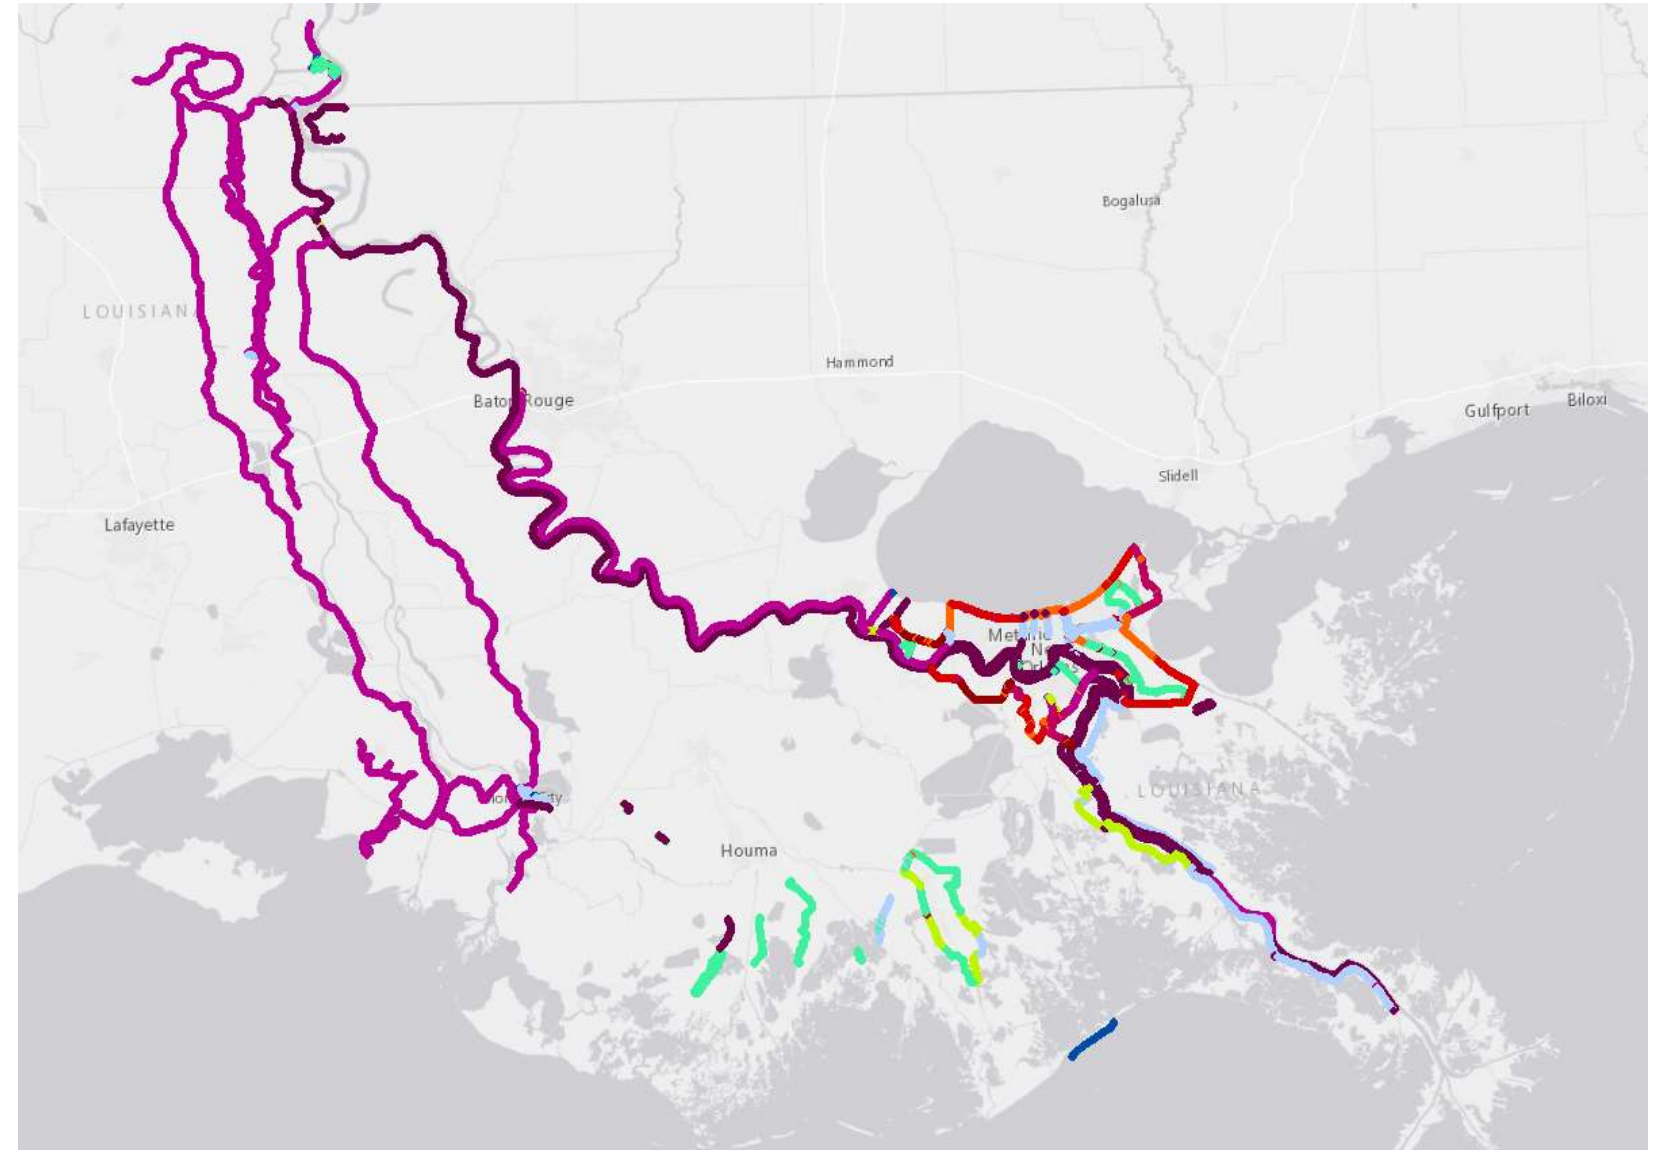 Bogalusa
LOUISIANA
Hammond
Baton Rouge
Gulfport
Biloxi
Slidell
Lafayette
LOUISIANA
Houma